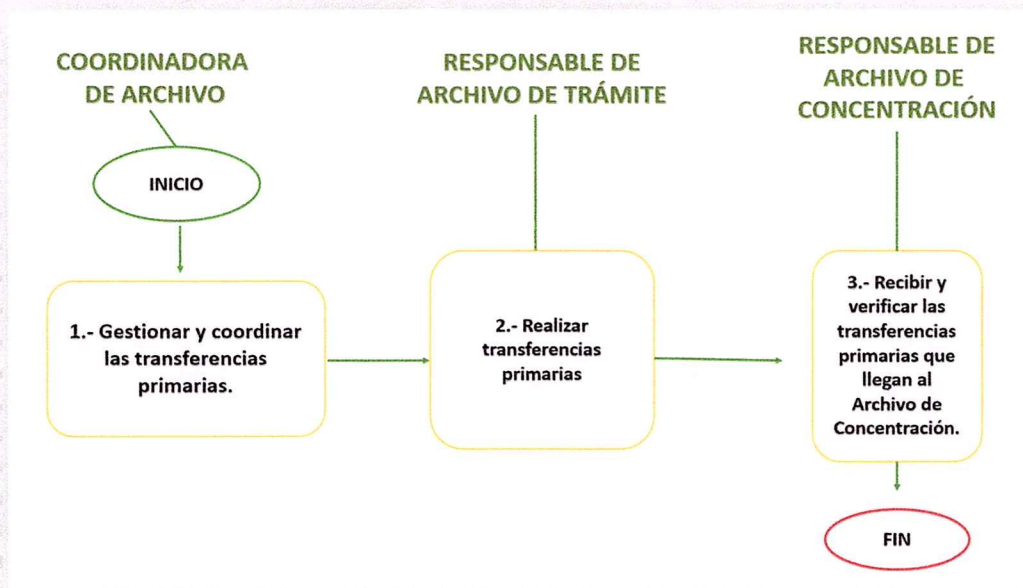 COORDINADORA
DE ARCHIVO
INICIO
1.- Gestionar y coordinar
las transferencias
primarias.
RESPONSABLE DE
ARCHIVO DE TRÁMITE
2.- Realizar
transferencias
primarias
RESPONSABLE DE
ARCHIVO DE
CONCENTRACIÓN
3.- Recibir y
verificar las
transferencias
primarias que
llegan al
Archivo de
Concentración.
FIN